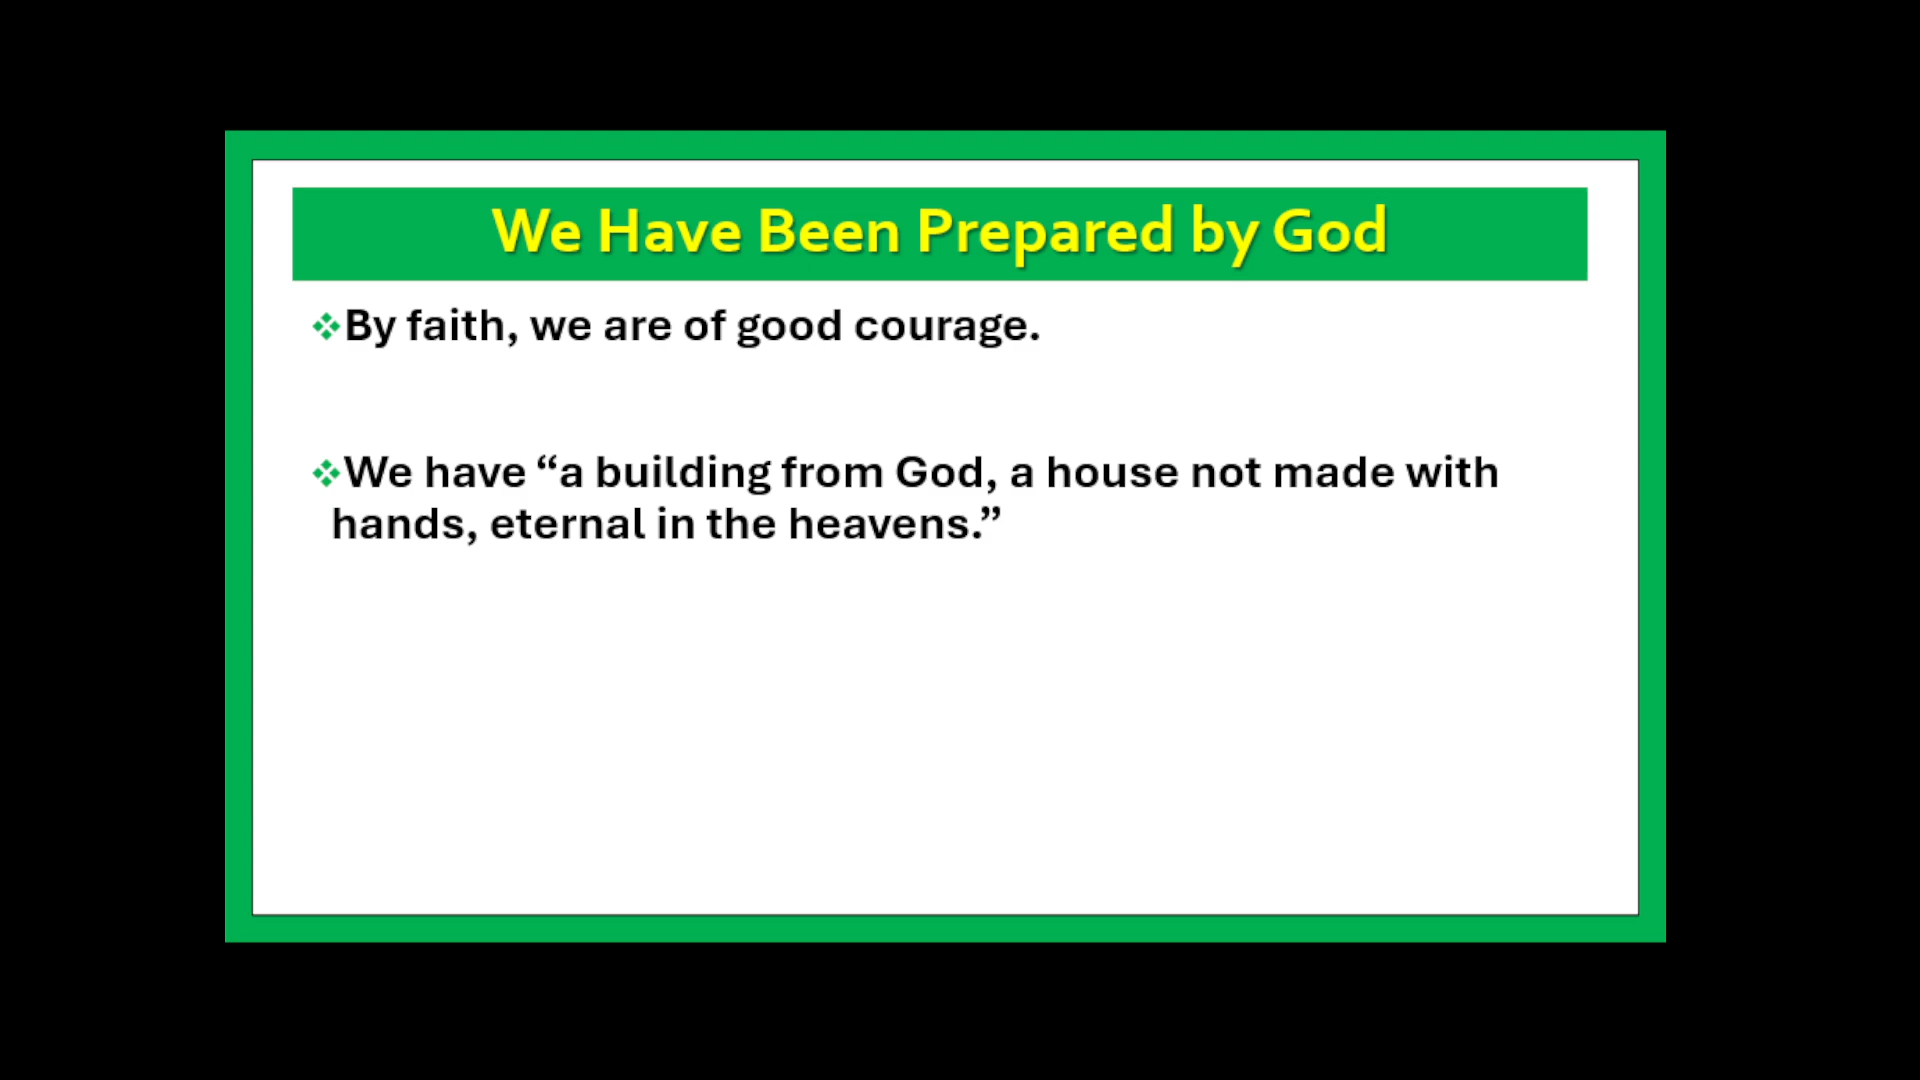 We Have Been Prepared by God
❖By faith, we are of good courage.
❖We have “a building from God, a house not made with
hands, eternal in the heavens.”